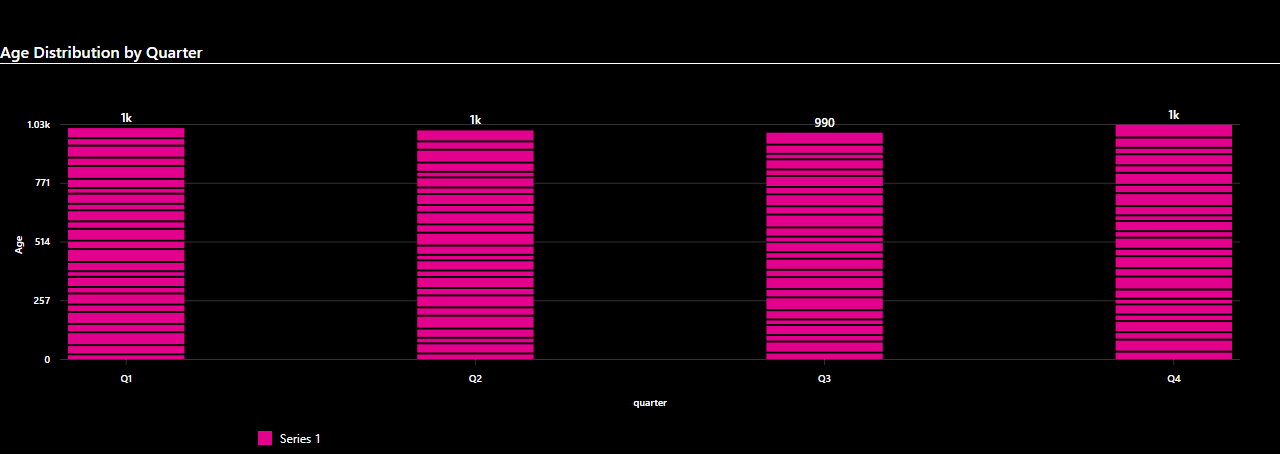 Age Distribution by Quarter
1k
1k
990
1k
1.03k
771
514
257
0
Age
Q1
Q2
Q3
Q4
quarter
Series 1